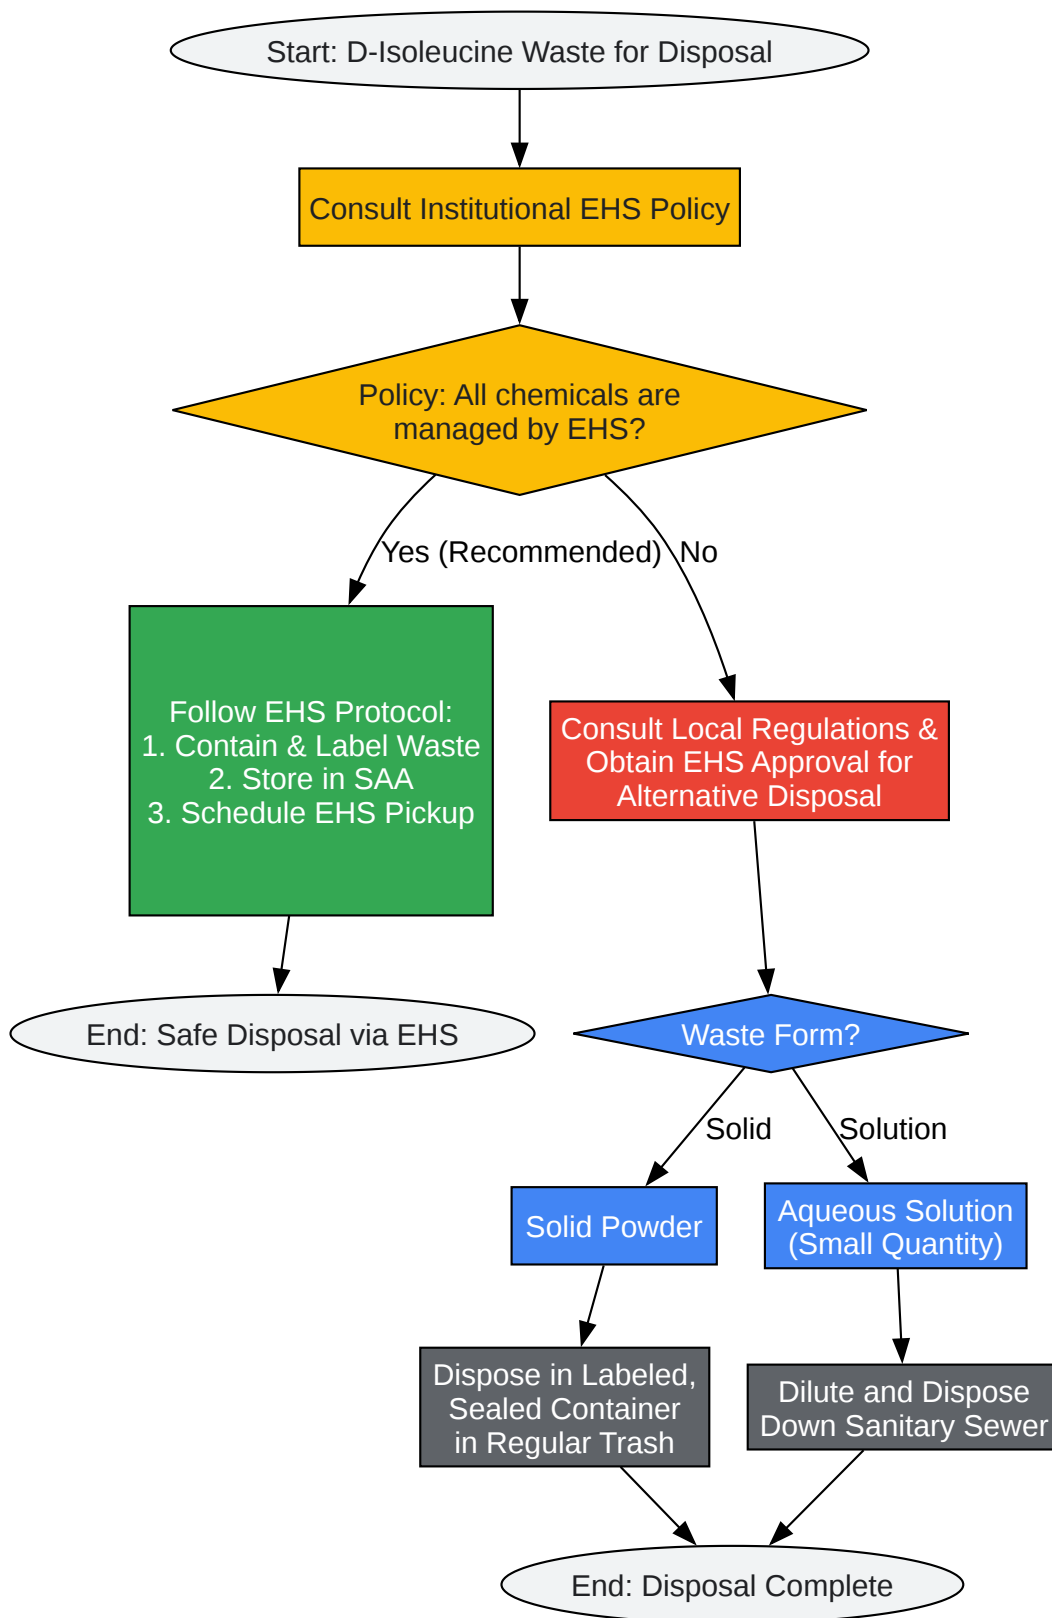 Start: D-Isoleucine Waste for Disposal
Consult Institutional EHS Policy
Policy: All chemicals are
managed by EHS?
Yes (Recommended)
No
Follow EHS Protocol:
1. Contain & Label Waste
2. Store in SAA
3. Schedule EHS Pickup
Consult Local Regulations &
Obtain EHS Approval for
Alternative Disposal
End: Safe Disposal via EHS
Waste Form?
Solid
Solution
Solid Powder
Aqueous Solution
(Small Quantity)
Dispose in Labeled,
Sealed Container
in Regular Trash
Dilute and Dispose
Down Sanitary Sewer
End: Disposal Complete